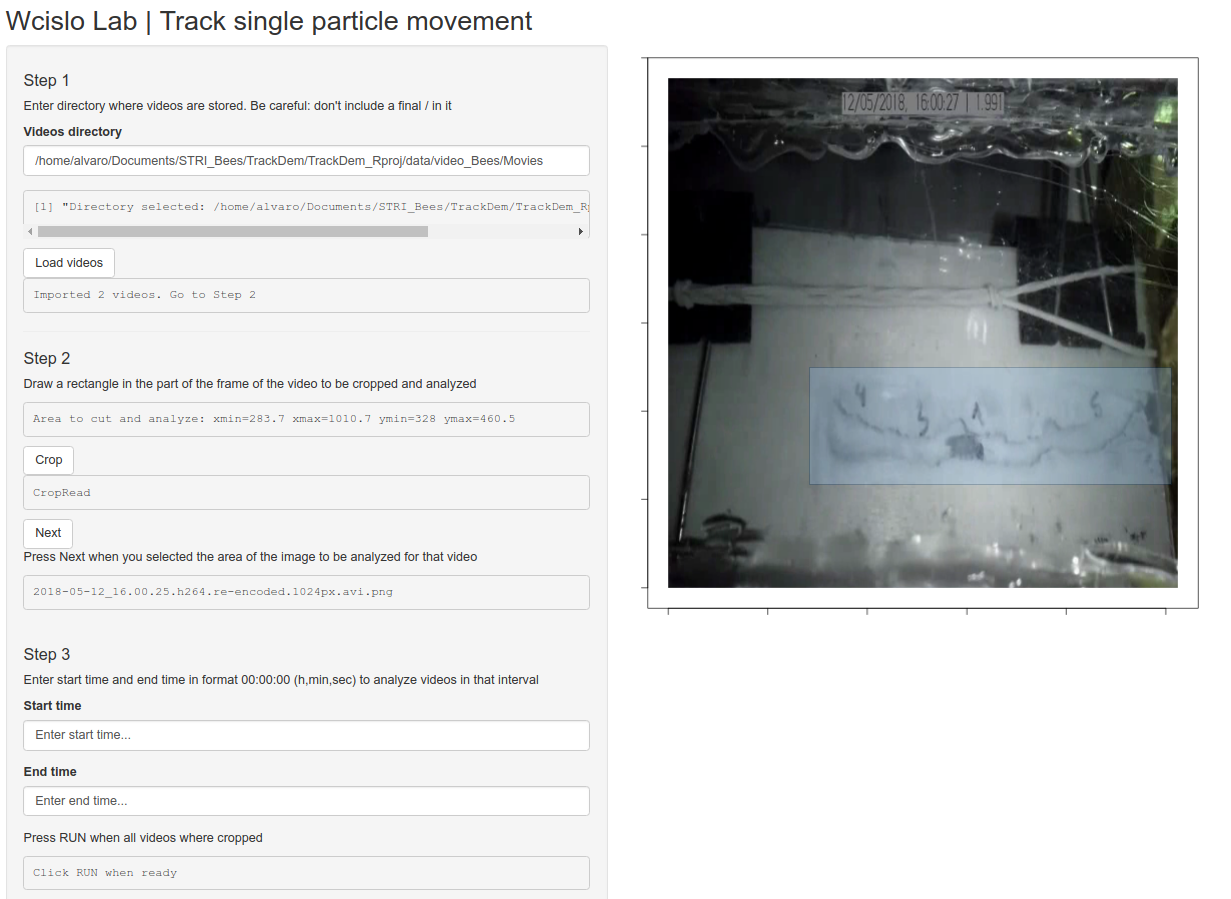 Wcislo Lab | Track single particle movement
Step 1
Enter directory where videos are stored. Be careful: don't include a final / in it
Videos directory
/home/alvaro/Documents/STRI_Bees/TrackDem/TrackDem_Rproj/data/video_Bees/Movies
[1] "Directory selected: /home/alvaro/Documents/STRI_Bees/TrackDem/TrackDem_R
Load videos
Imported 2 videos. Go to Step 2
Step 2
Draw a rectangle in the part of the frame of the video to be cropped and analyzed
Area to cut and analyze: xmin=283.7 xmax=1010.7 ymin=328 ymax=460.5
Crop
CropRead
Next
Press Next when you selected the area of the image to be analyzed for that video
2018-05-12_16.00.25.h264.re-encoded.1024px.avi.png
Step 3
Enter start time and end time in format 00:00:00 (h,min,sec) to analyze videos in that interval
Start time
Enter start time...
End time
Enter end time...
Press RUN when all videos where cropped
Click RUN when ready
12/05/2018, 16:00:27 | 1.991